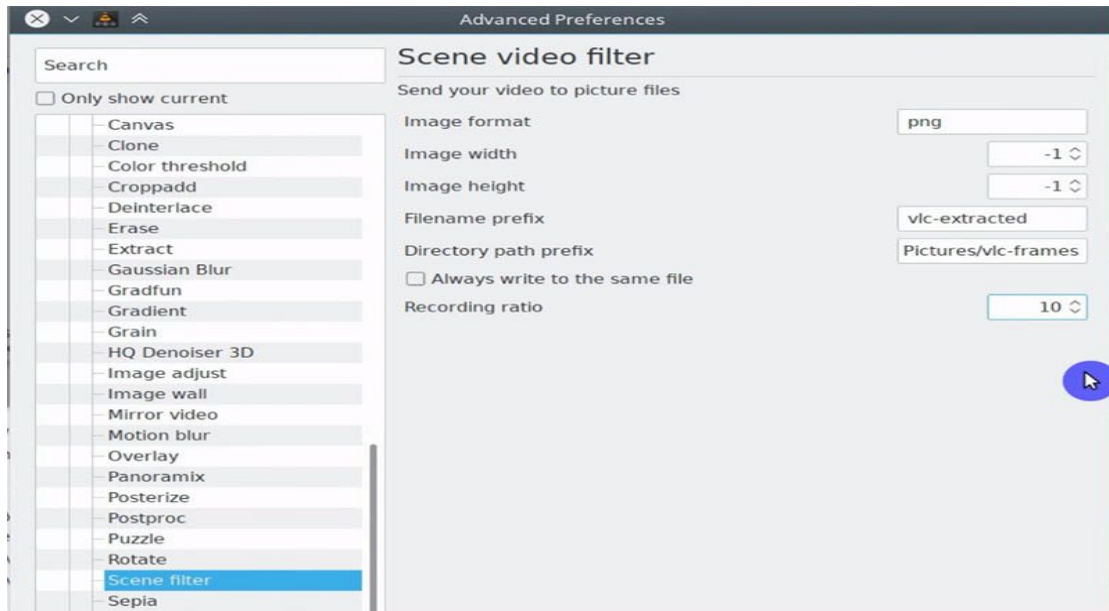 Advanced Preferences
Search
Only show current
Canvas
Clone
Color threshold
Croppadd
Deinterlace
Erase
Extract
Gaussian Blur
Gradfun
Gradient
Grain
HQ Denoiser 3D
Image adjust
Image wall
Mirror video
Motion blur
Overlay
Panoramix
Posterize
Postproc
Puzzle
Rotate
Scene filter
Sepia
Scene video filter
Send your video to picture files
Image format png
Image width -1
Image height -1
Filename prefix vlc-extracted
Directory path prefix Pictures/vlc-frames
Always write to the same file
Recording ratio 10